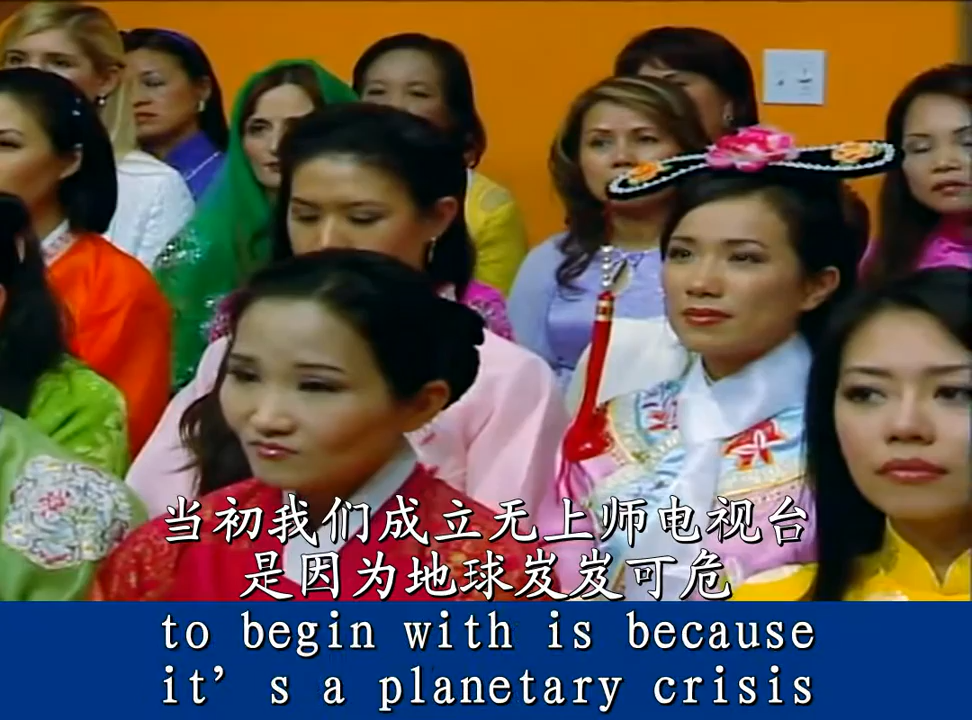 当初我们成立无上师电视台
是因为地球岌岌可危
to begin with is because
it's a planetary crisis